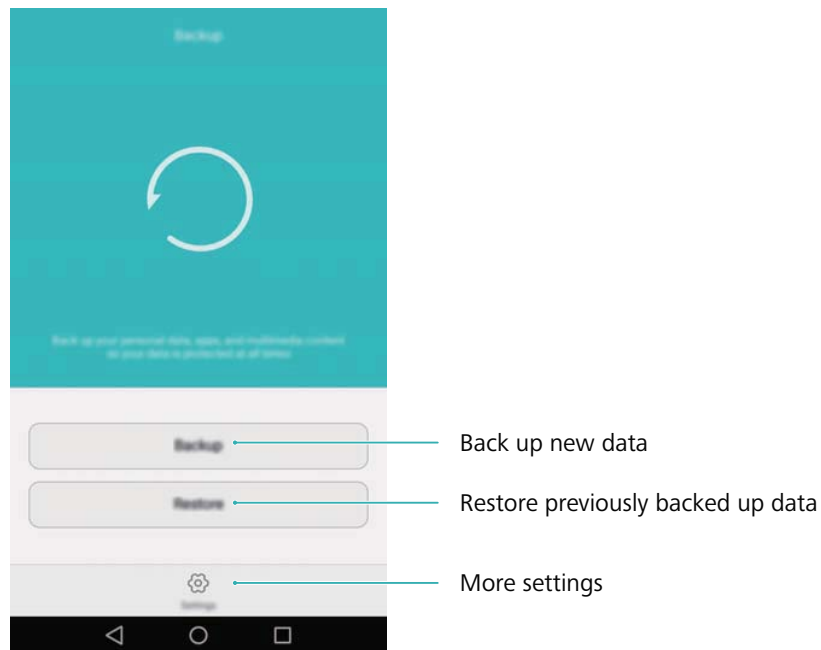 Backup
Back up your personal data, apps, and multimedia content
so your data is protected at all times
Backup
Back up new data
Restore
Restore previously backed up data
More settings
Settings